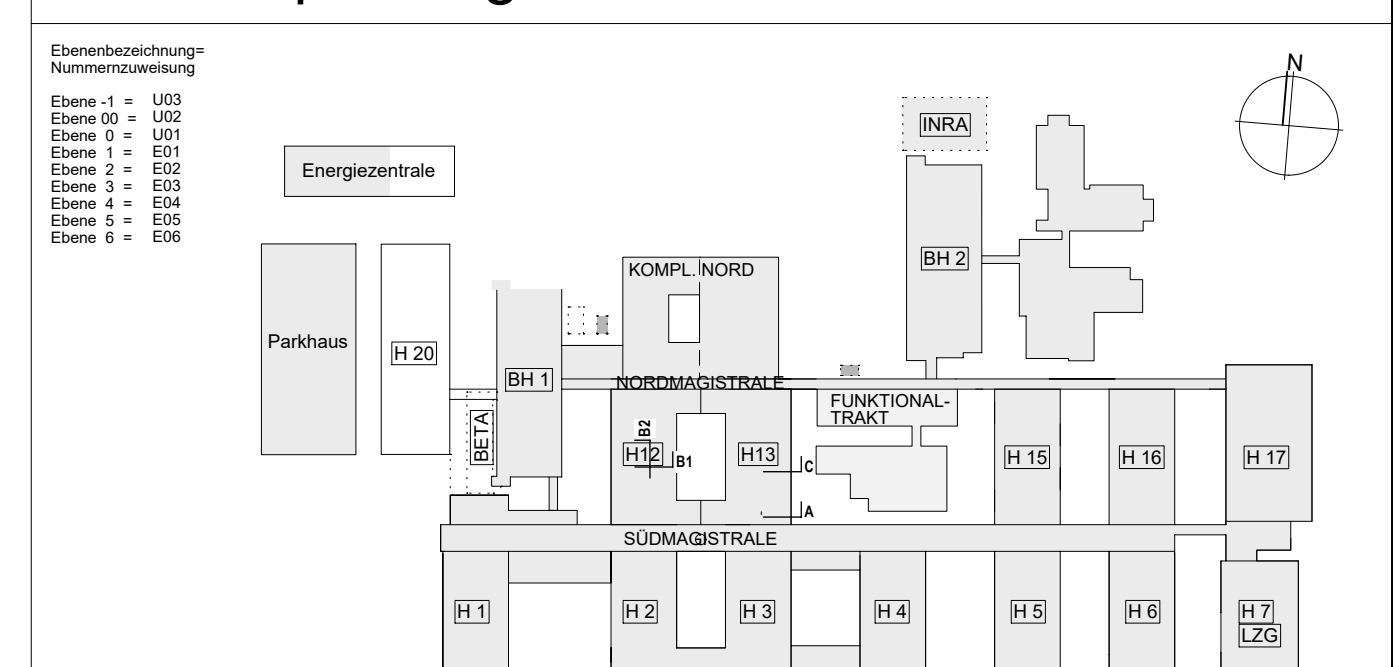 Ebenenbezeichnung=
Nummernzuweisung
Ebene -1 = U03
Ebene 00 = U02
Ebene 0 = U01
Ebene 1 = E01
Ebene 2 = E02
Ebene 3 = E03
Ebene 4 = E04
Ebene 5 = E05
Ebene 6 = E06
N
INRA
Energiezentrale
BH 2
KOMPL. NORD
Parkhaus
H 20
BH 1
NORDMAGISTRALE
FUNKTIONAL-
TRAKT
BETA
B2
H12
B1
H13
C
H 15
H 16
H 17
A
SÜDMAGISTRALE
H 1
H 2
H 3
H 4
H 5
H 6
H 7
LZG